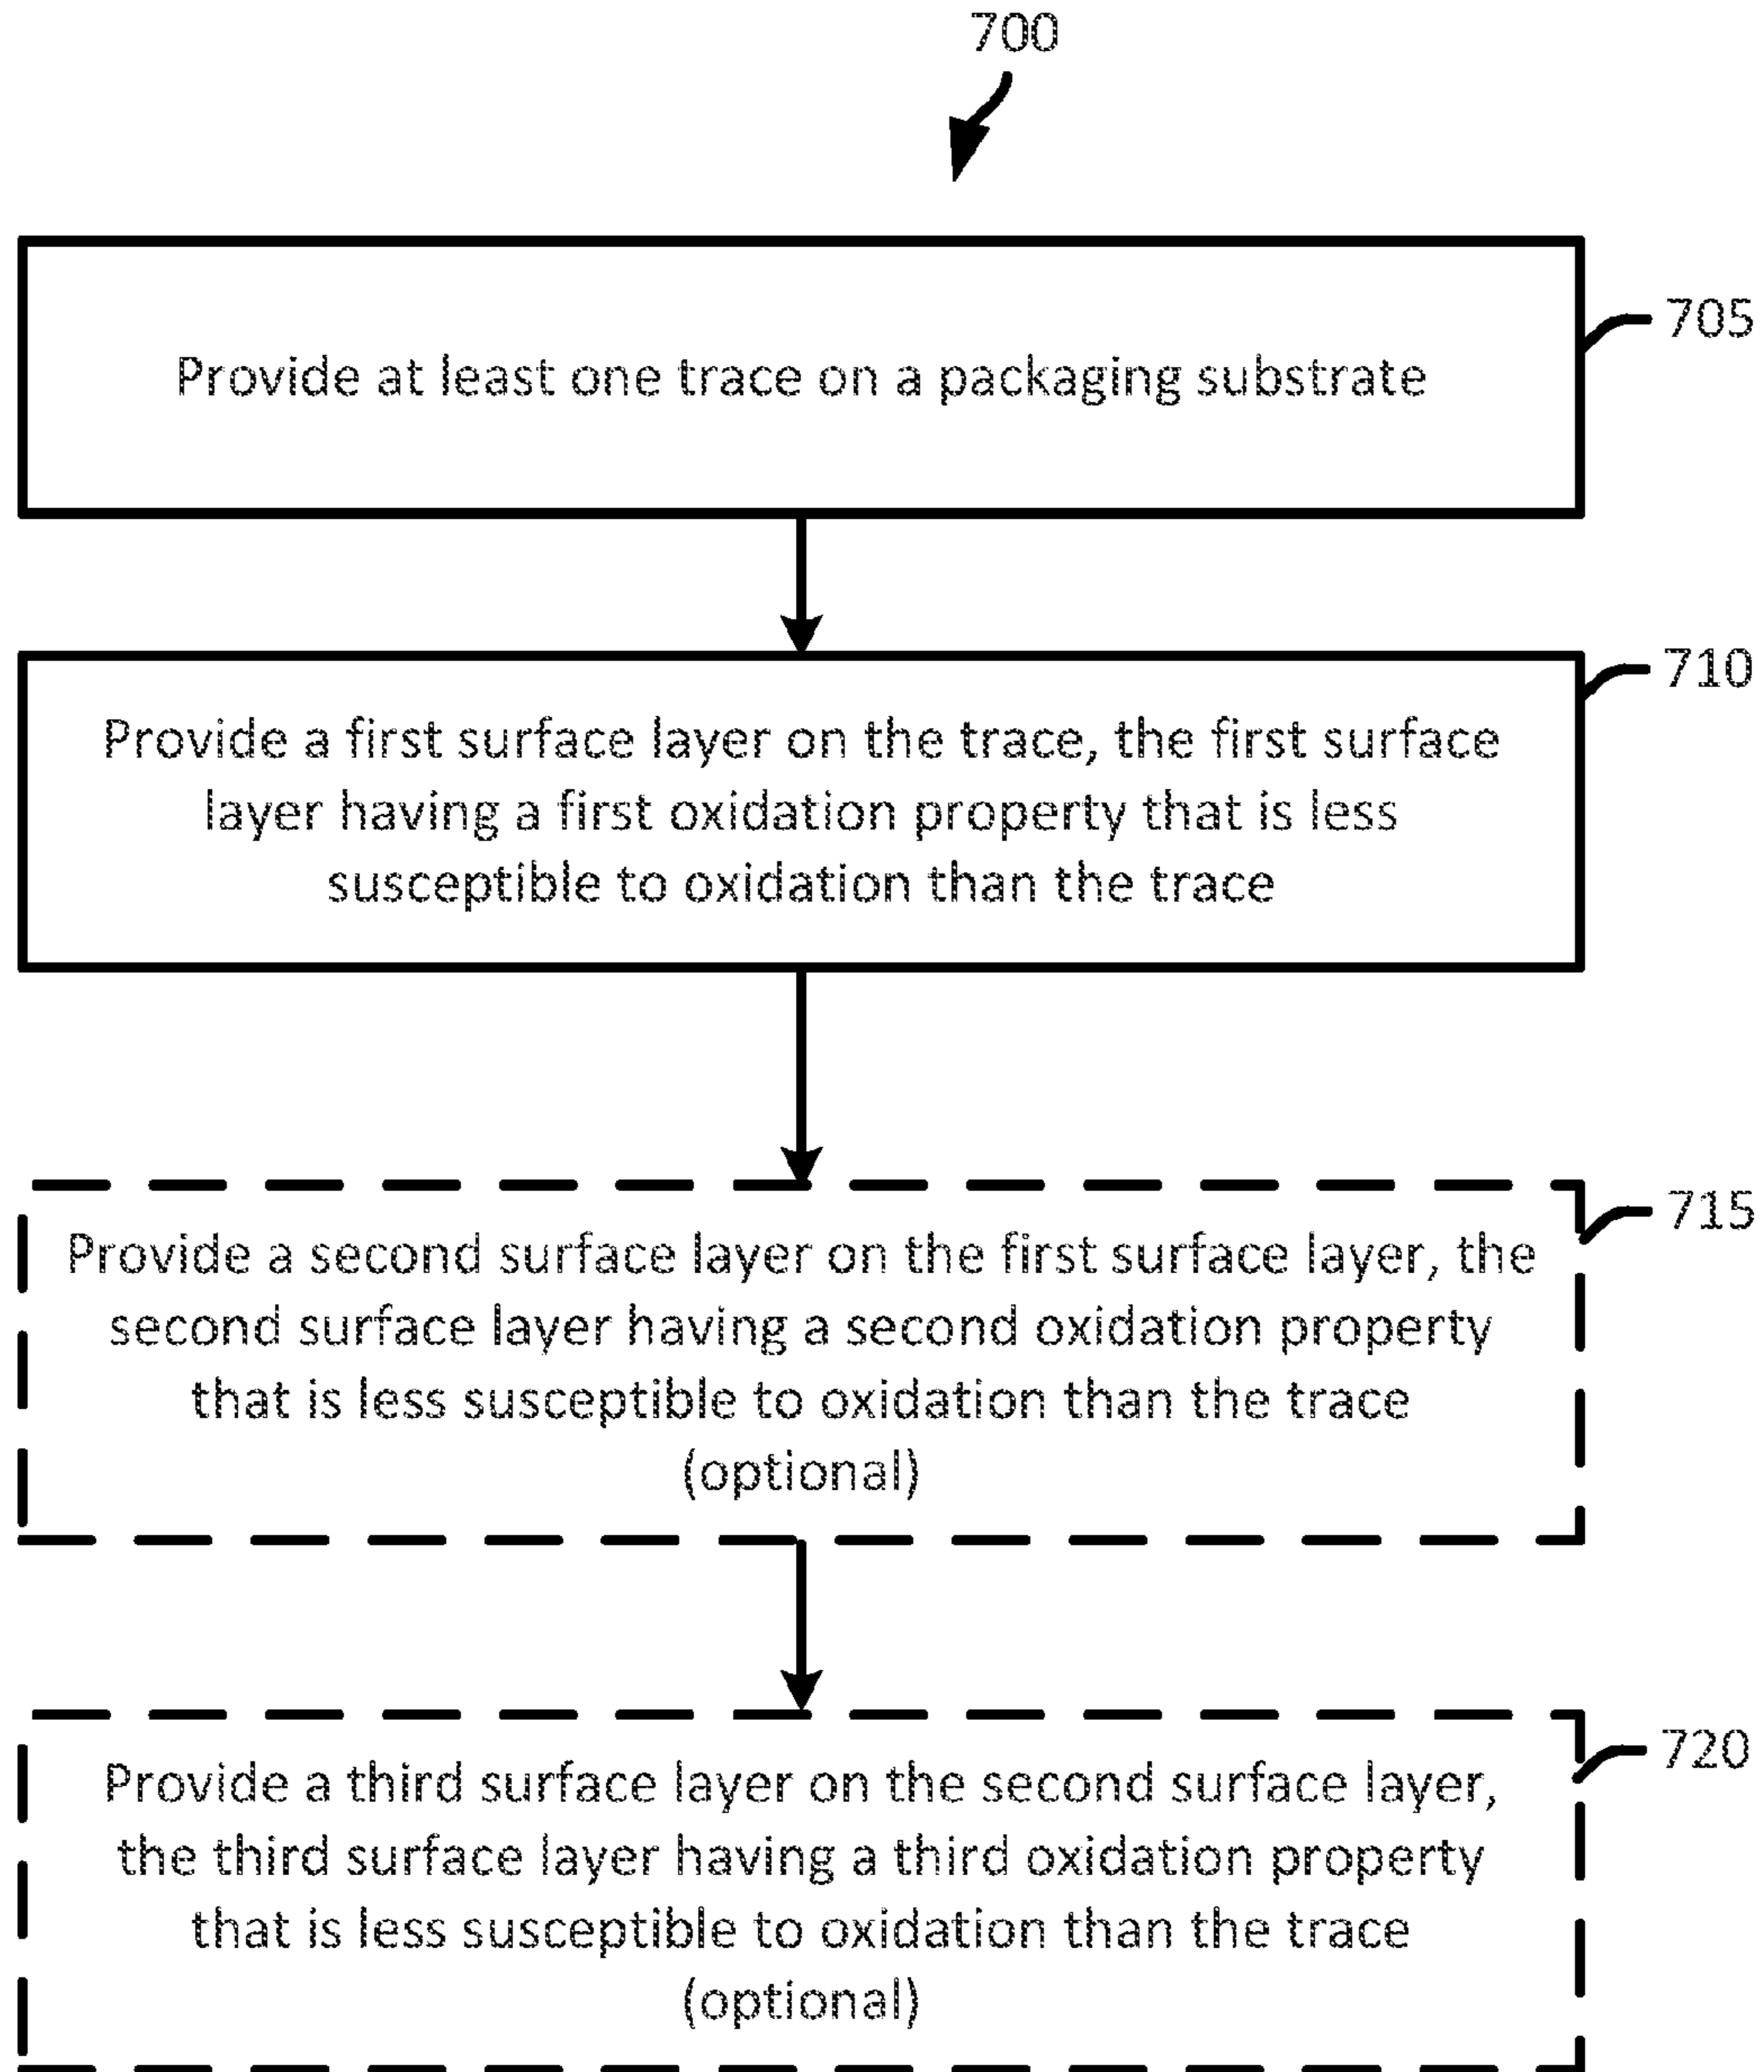 700
Provide at least one trace on a packaging substrate
705
710
Provide a first surface layer on the trace, the first surface
layer having a first oxidation property that is less
susceptible to oxidation than the trace
715
Provide a second surface layer on the first surface layer, the
second surface layer having a second oxidation property
that is less susceptible to oxidation than the trace
(optional)
720
Provide a third surface layer on the second surface layer,
the third surface layer having a third oxidation property
that is less susceptible to oxidation than the trace
(optional)